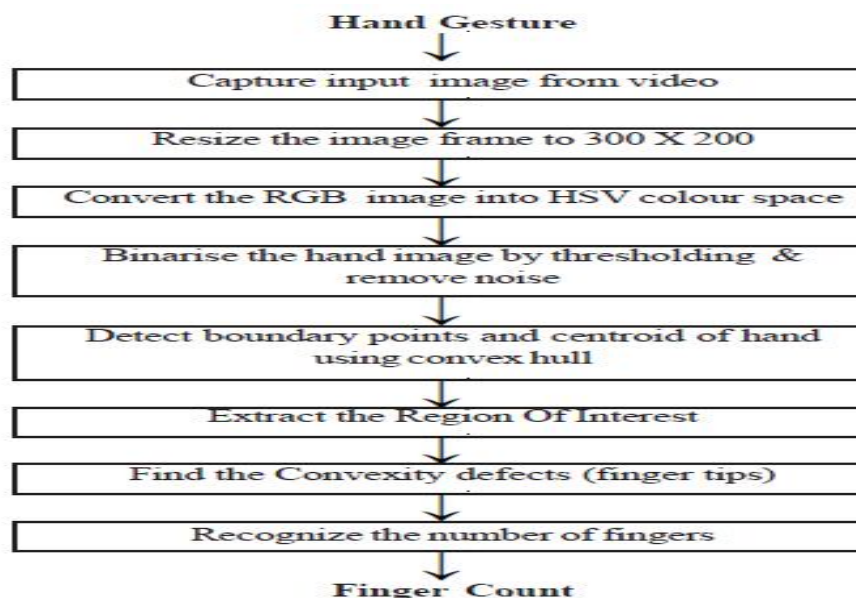 Hand Gesture
Capture input image from video
Resize the image frame to 300 X 200
Convert the RGB image into HSV colour space
Binarise the hand image by thresholding &
remove noise
Detect boundary points and centroid of hand
using convex hull
Extract the Region Of Interest
Find the Convexity defects (finger tips)
Recognize the number of fingers
Finger Count